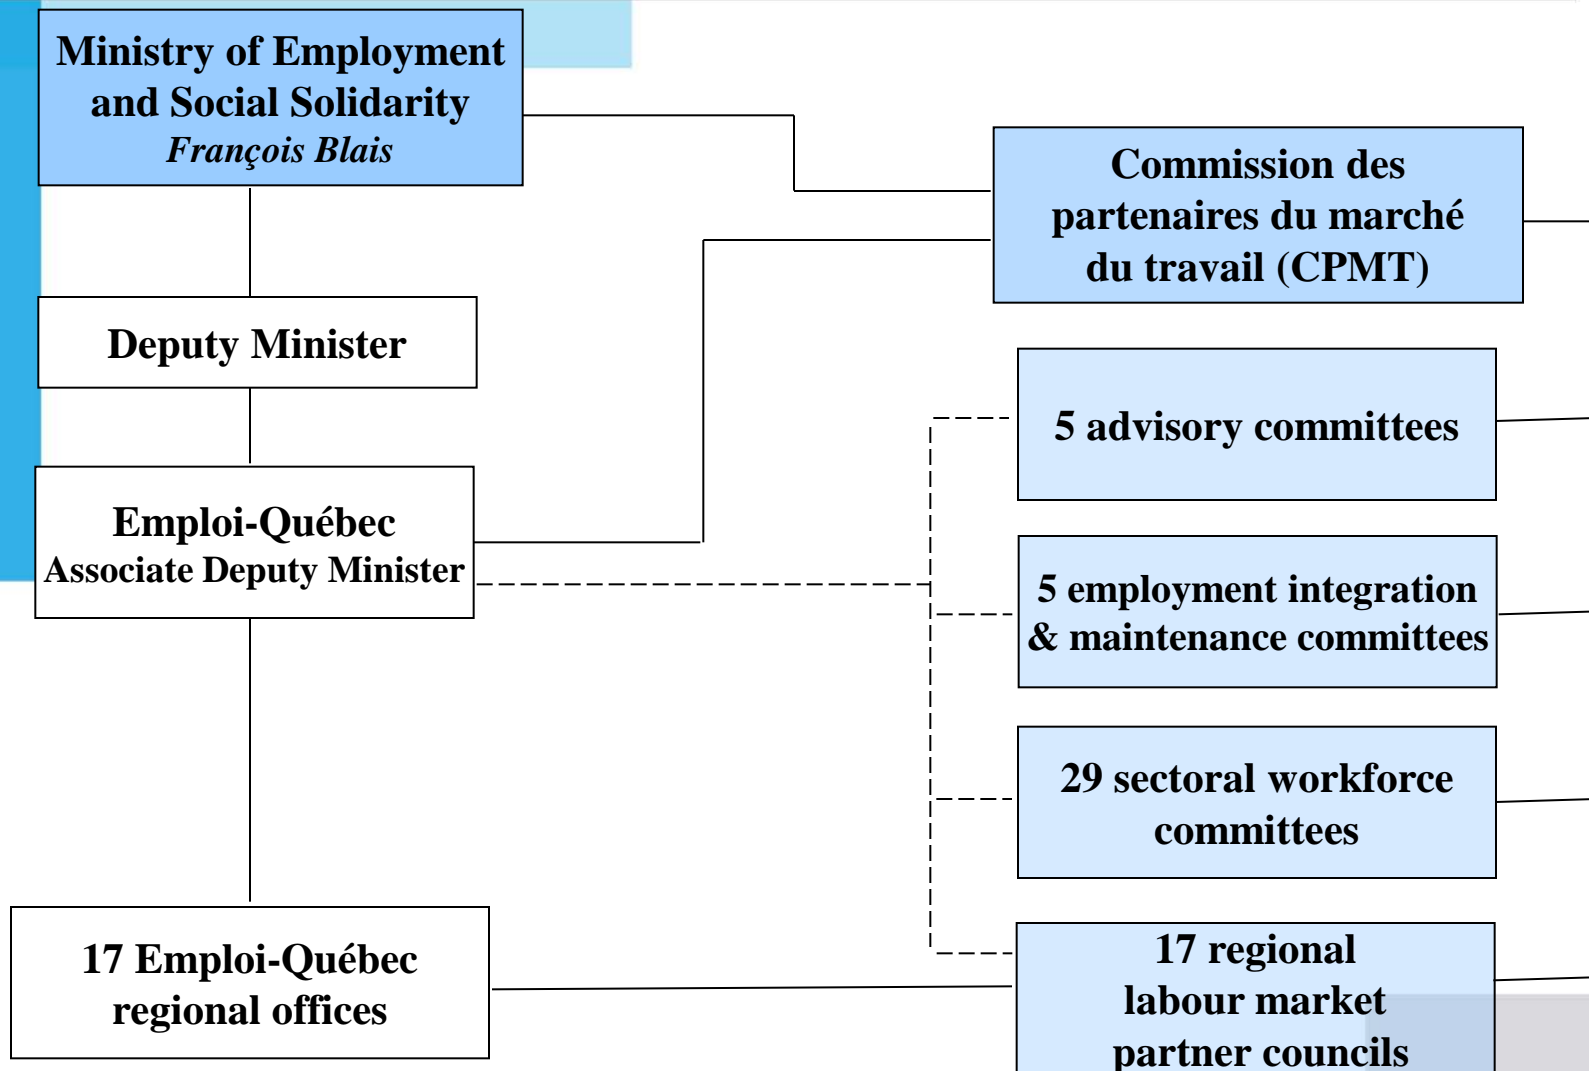 Ministry of Employment
and Social Solidarity
François Blais
Commission des
partenaires du marché
du travail (CPMT)
Deputy Minister
5 advisory committees
Emploi-Québec
Associate Deputy Minister
5 employment integration
& maintenance committees
29 sectoral workforce
committees
17 Emploi-Québec
regional offices
17 regional
labour market
partner councils